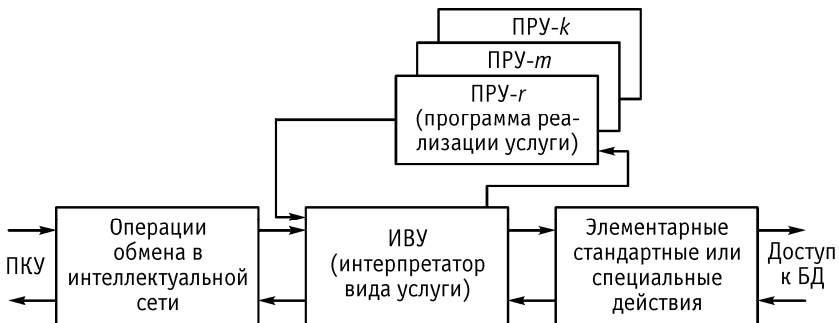 ПРУ-k
ПРУ-m
ПРУ-r
(программа реа-
лизации услуги)
ПКУ
Операции
обмена в
интеллектуальной
сети
ИВУ
(интерпретатор
вида услуги)
Элементарные
стандартные или
специальные
действия
Доступ
к БД